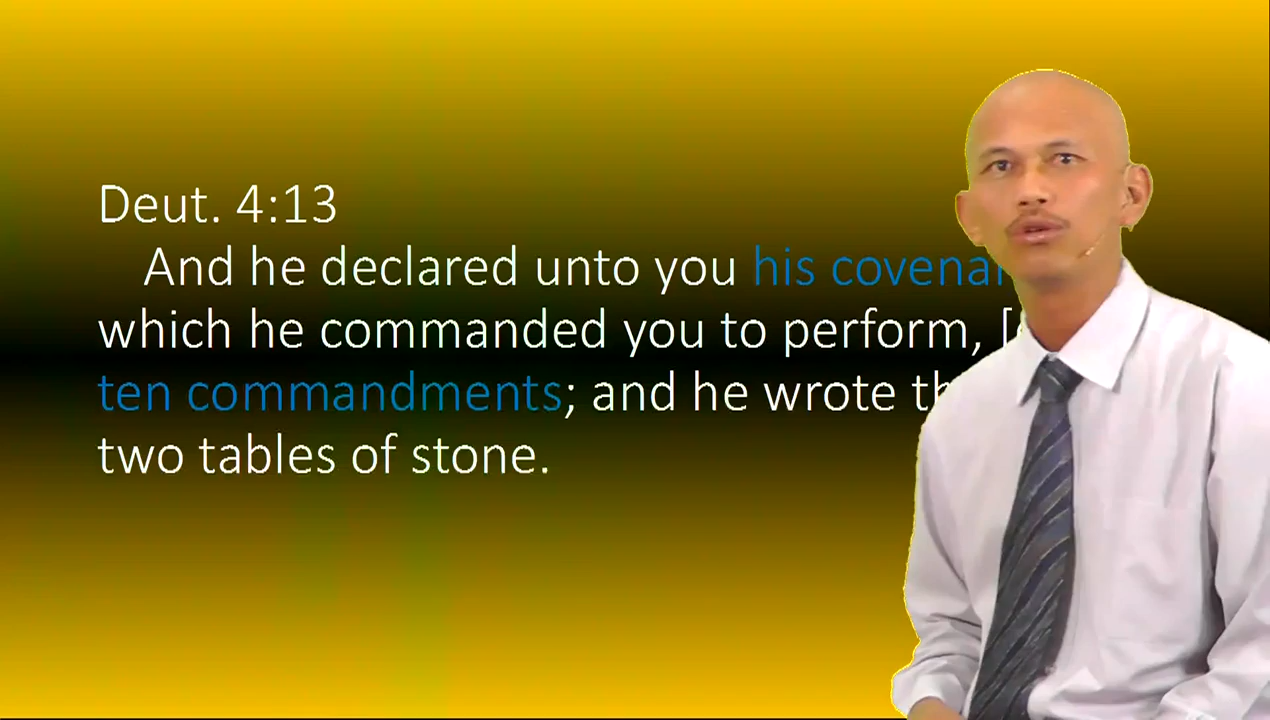 Deut. 4:13
And he declared unto you his
which he commanded you to perform, [
ten commandments; and he wrote
two tables of stone.